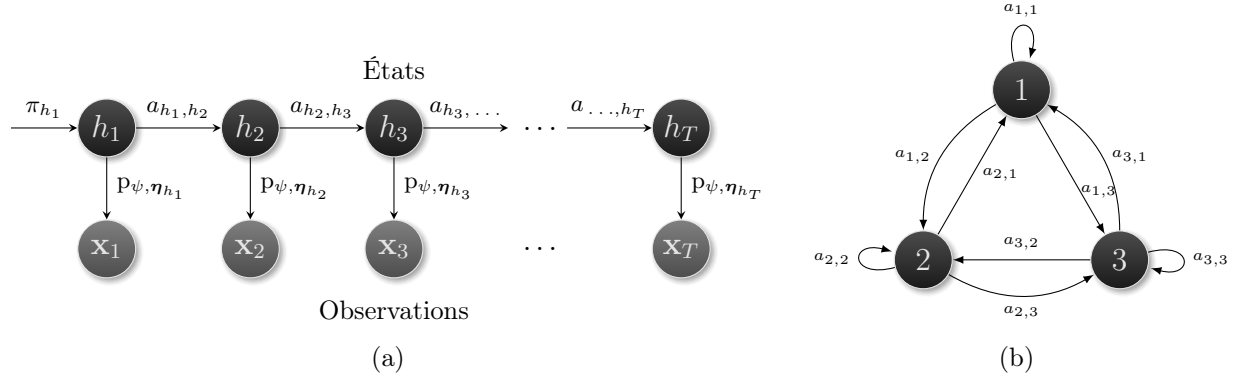 États
π_{h_1} h_1 a_{h_1,h_2} h_2 a_{h_2,h_3} h_3 a_{h_3,...} ... a_{...,h_T} h_T
p_{ψ,η_{h_1}} p_{ψ,η_{h_2}} p_{ψ,η_{h_3}} p_{ψ,η_{h_T}}
x_1 x_2 x_3 ... x_T
Observations
(a)
a_{1,1}
1
a_{1,2} a_{2,1} a_{1,3} a_{3,1}
a_{2,2} 2 a_{3,2} 3 a_{3,3}
a_{2,3}
(b)